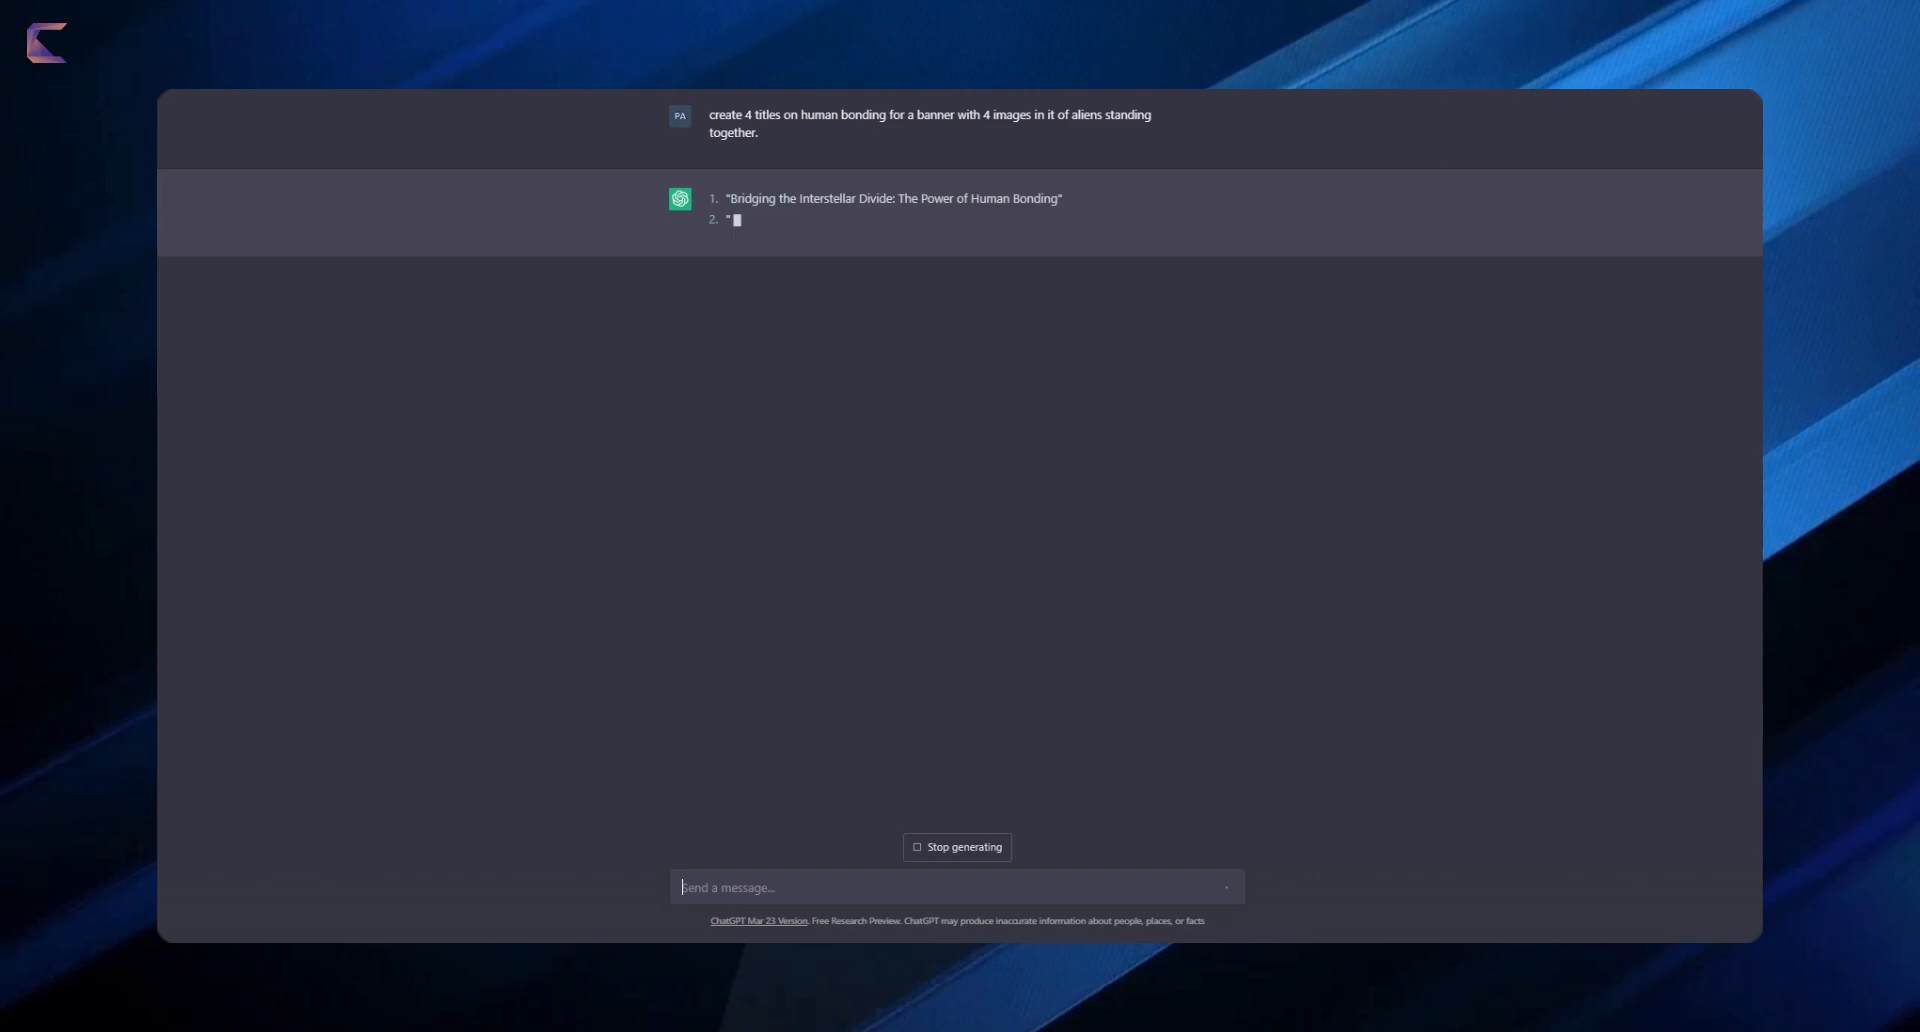 PA
create 4 titles on human bonding for a banner with 4 images in it of aliens standing
together.
1. "Bridging the Interstellar Divide: The Power of Human Bonding"
2. "
Stop generating
Send a message...
ChatGPT Mar 23 Version. Free Research Preview. ChatGPT may produce inaccurate information about people, places, or facts